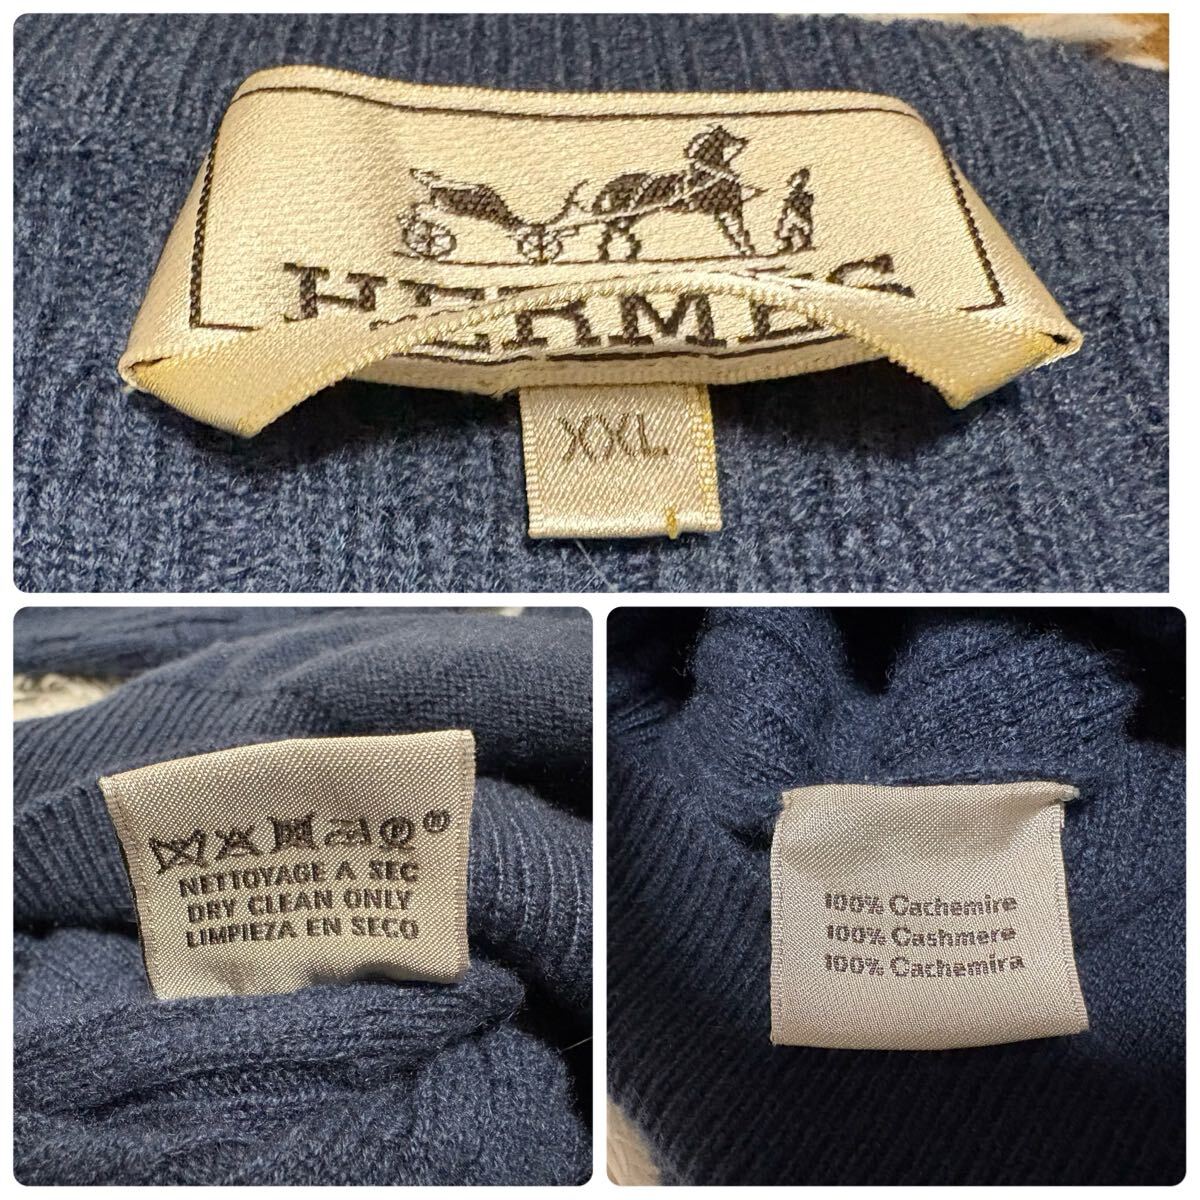 HERMES
XXL
P ®
NETTOYAGE A SEC
DRY CLEAN ONLY
LIMPIEZA EN SECO
100% Cachemire
100% Cashmere
100% Cachemira